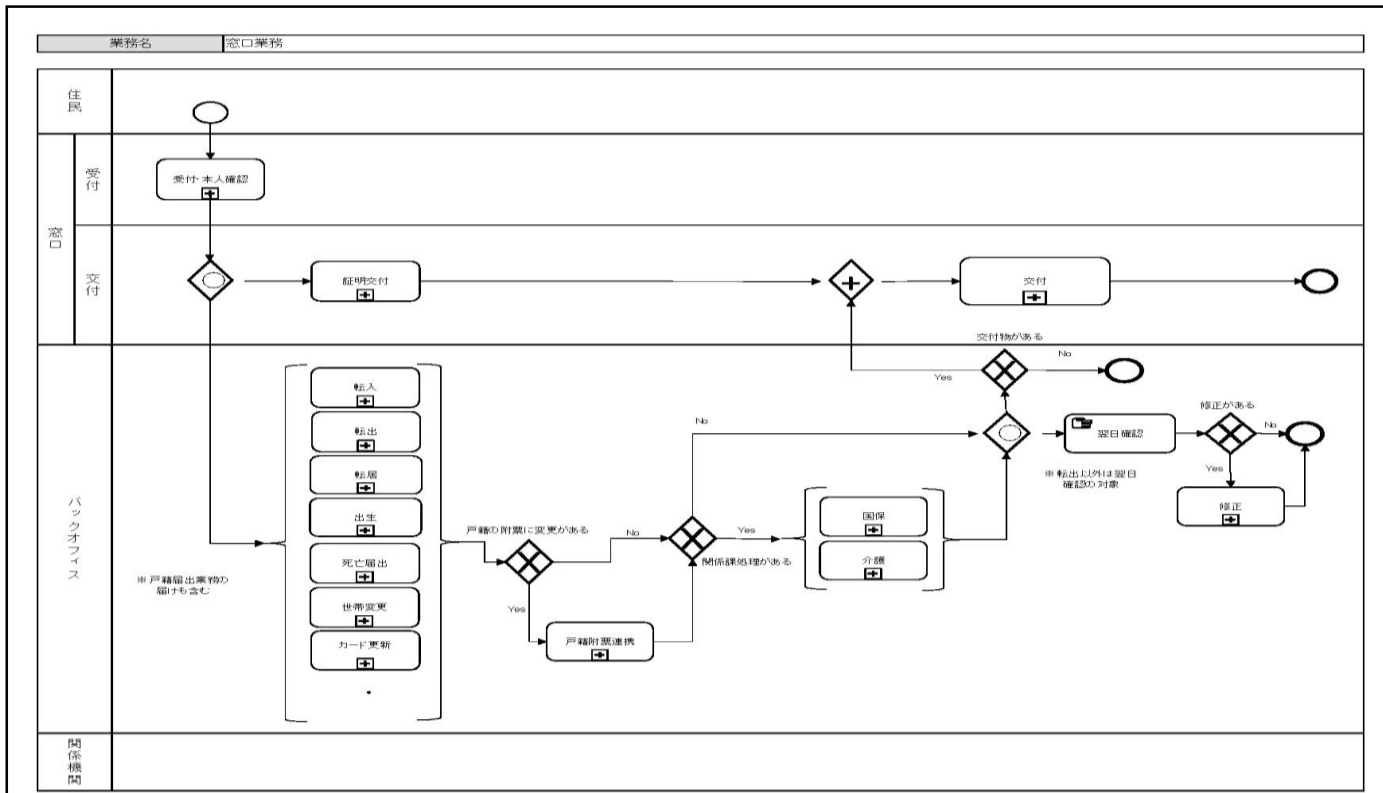 業務名
窓口業務
住民
窓口
受付
受付・本人確認
交付
証明交付
交付
交付物がある
Yes
No
バックオフィス
※戸籍届出業務の
届けも含む
転入
転出
転居
出生
死亡届出
世帯変更
カード更新
・
戸籍の附票に変更がある
No
Yes
戸籍附票連携
No
Yes
関係課処理がある
国保
介護
翌日確認
※転出以外は翌日
確認の対象
修正がある
No
Yes
修正
関係機関